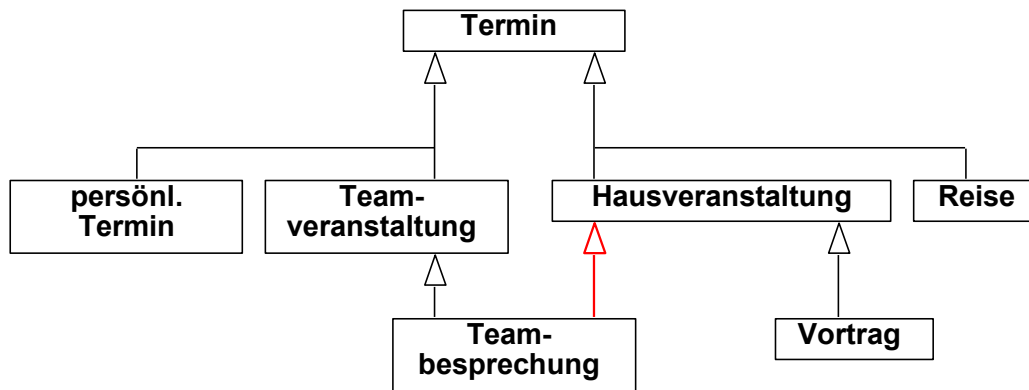 Termin
persönl.
Termin
Team-
veranstaltung
Hausveranstaltung
Reise
Team-
besprechung
Vortrag